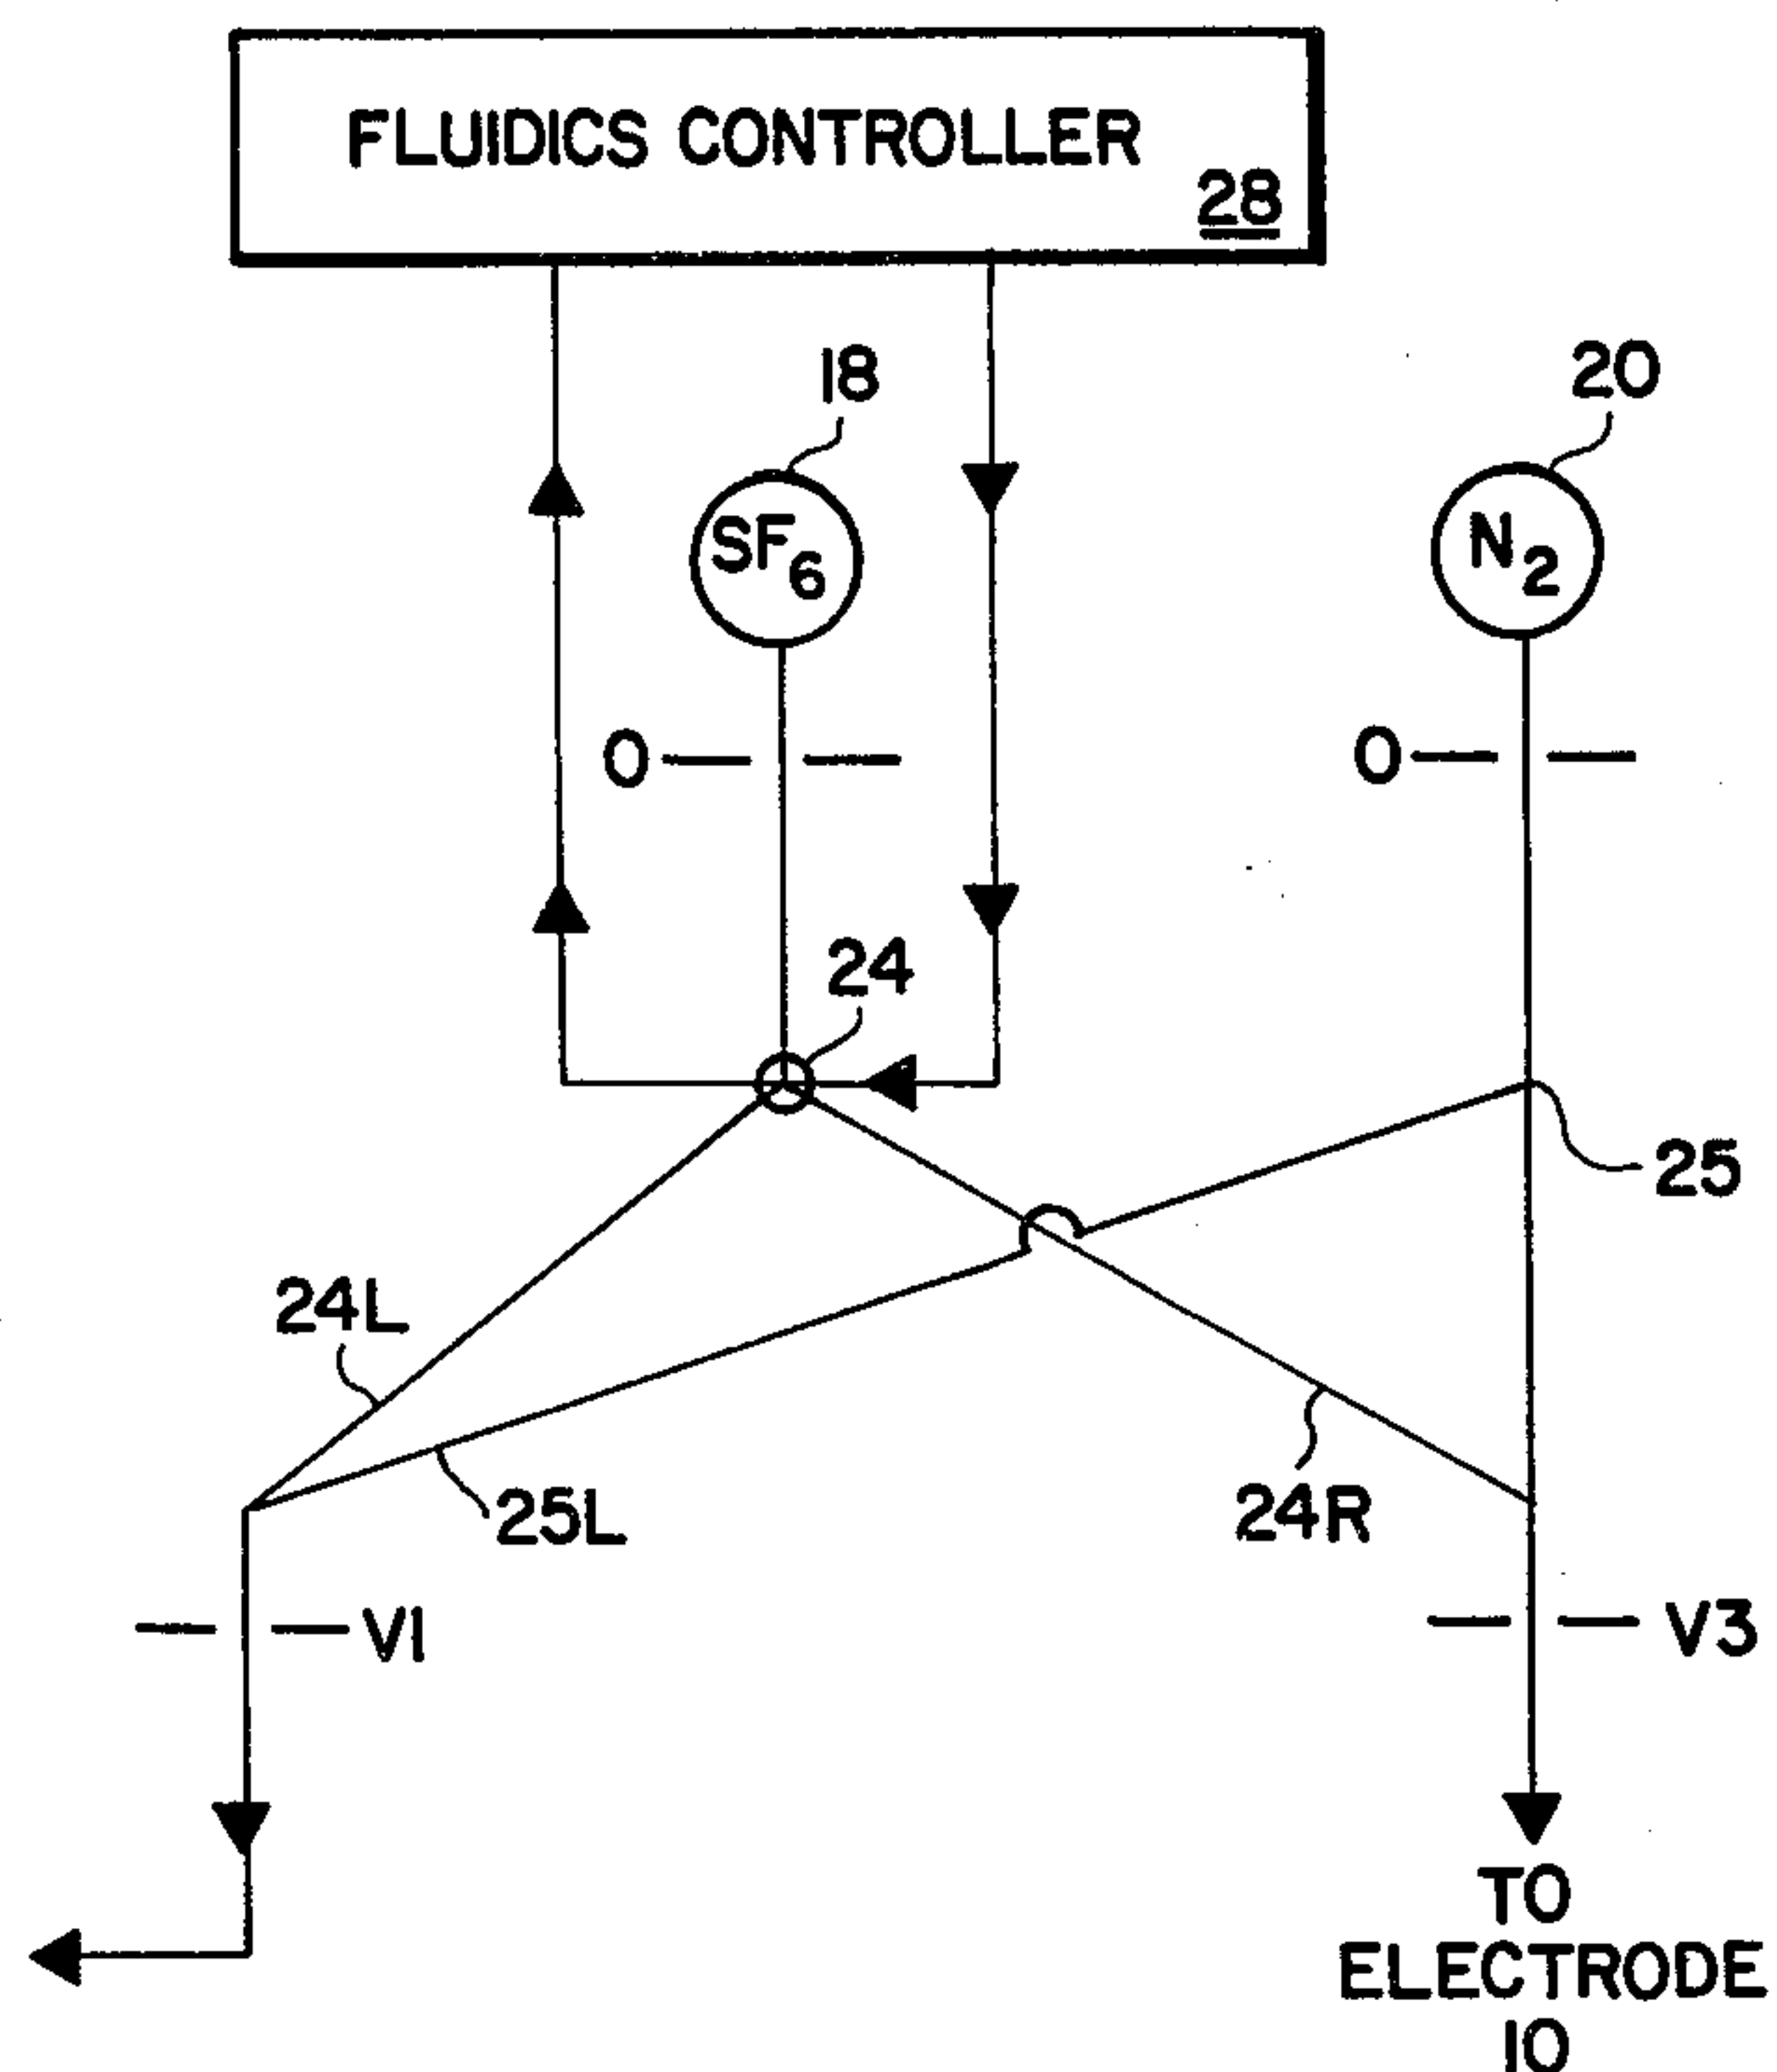 FLUIDICS CONTROLLER
28
18
20
SF6
N2
O
O
24
25
24L
25L
24R
V1
V3
TO
ELECTRODE
10